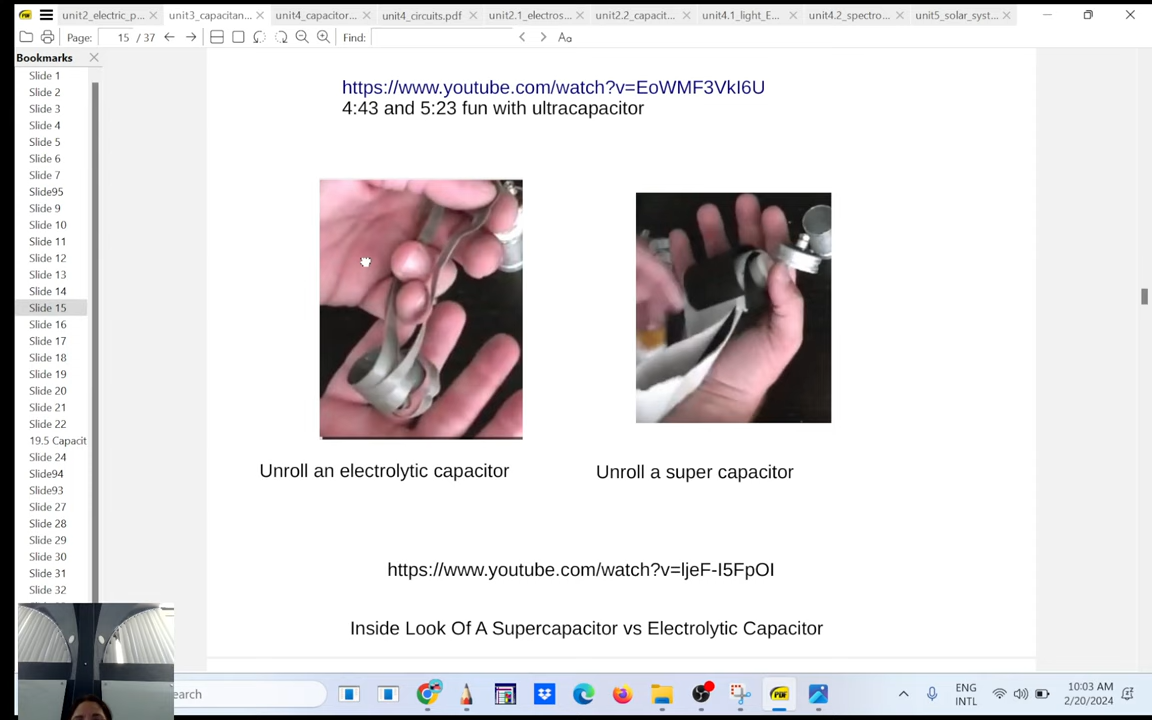 unit2_electric_p...
unit3_capacitan...
unit4_capacitor...
unit4_circuits.pdf
unit2.1_electros...
unit2.2_capacit...
unit4.1_light_E...
unit4.2_spectro...
unit5_solar_syst...
Page: 15 / 37
Find:
Aa
Bookmarks
Slide 1
Slide 2
Slide 3
Slide 4
Slide 5
Slide 6
Slide 7
Slide95
Slide 9
Slide 10
Slide 11
Slide 12
Slide 13
Slide 14
Slide 15
Slide 16
Slide 17
Slide 18
Slide 19
Slide 20
Slide 21
Slide 22
19.5 Capacit
Slide 24
Slide94
Slide93
Slide 27
Slide 28
Slide 29
Slide 30
Slide 31
Slide 32
https://www.youtube.com/watch?v=EoWMF3VkI6U
4:43 and 5:23 fun with ultracapacitor
Unroll an electrolytic capacitor
Unroll a super capacitor
https://www.youtube.com/watch?v=ljeF-I5FpOI
Inside Look Of A Supercapacitor vs Electrolytic Capacitor
search
PDF
ENG
INTL
10:03 AM
2/20/2024